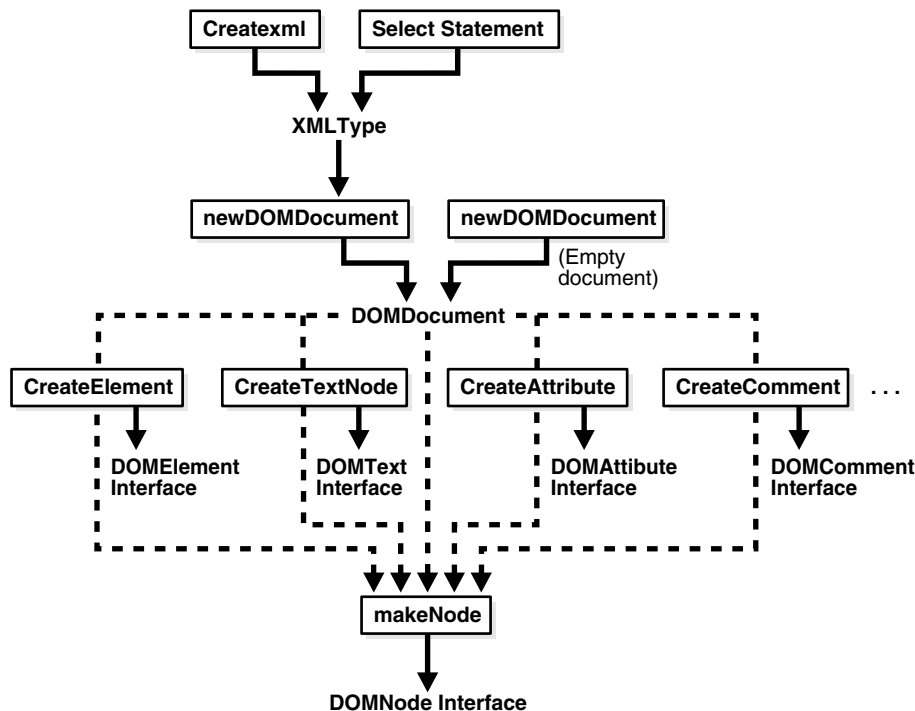 Createxml
Select Statement
XMLType
newDOMDocument
newDOMDocument
(Empty
document)
DOMDocument
CreateElement
CreateTextNode
CreateAttribute
CreateComment
...
DOMElement
Interface
DOMText
Interface
DOMAttibute
Interface
DOMComment
Interface
makeNode
DOMNode Interface